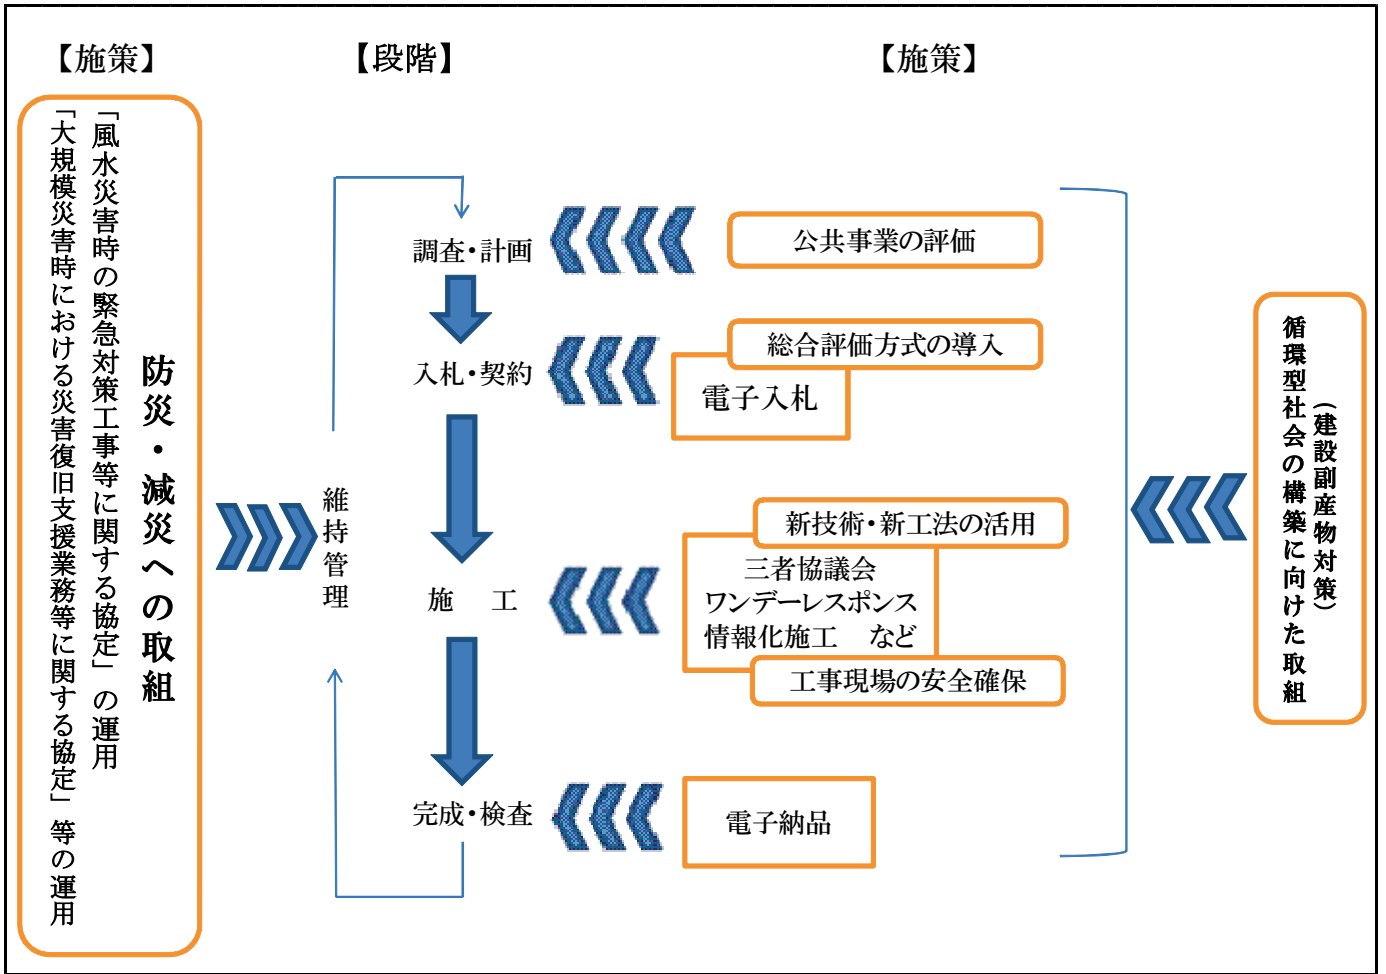 【施策】
【段階】
【施策】
防災・減災への取組
「風水災害時の緊急対策工事等に関する協定」の運用
「大規模災害時における災害復旧支援業務等に関する協定」等の運用
維持管理
調査・計画
公共事業の評価
入札・契約
総合評価方式の導入
電子入札
施　工
新技術・新工法の活用
三者協議会
ワンデーレスポンス
情報化施工　など
工事現場の安全確保
完成・検査
電子納品
（建設副産物対策）
循環型社会の構築に向けた取組